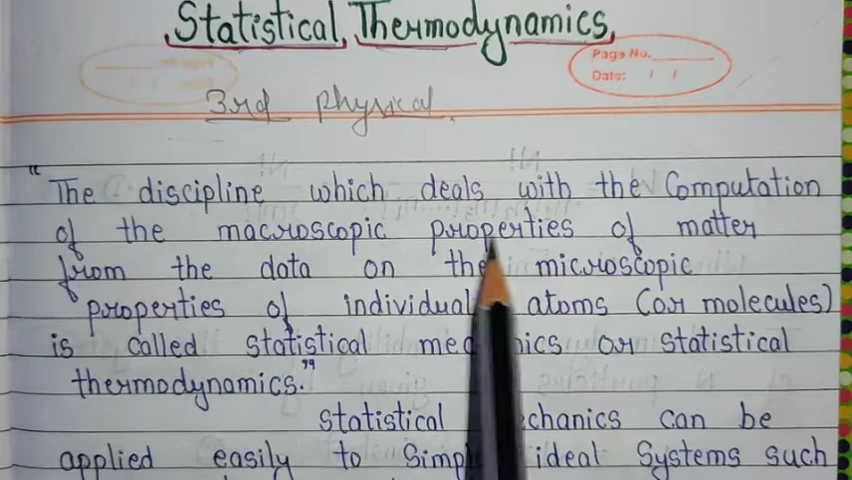 Statistical Thermodynamics
Page No.
Date: / /
3rd Physical
"The discipline which deals with the Computation
of the macroscopic properties of matter
from the data on the microscopic
properties of individual atoms (or molecules)
is called statistical mechanics or statistical
thermodynamics."
Statistical mechanics can be
applied easily to Simple ideal Systems such